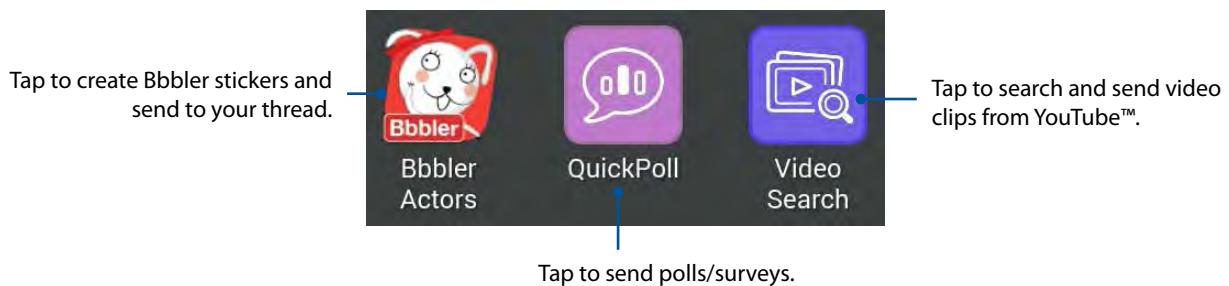 Tap to create Bbbler stickers and
send to your thread.
Bbbler
Bbbler
Actors
QuickPoll
Video
Search
Tap to search and send video
clips from YouTube™.
Tap to send polls/surveys.